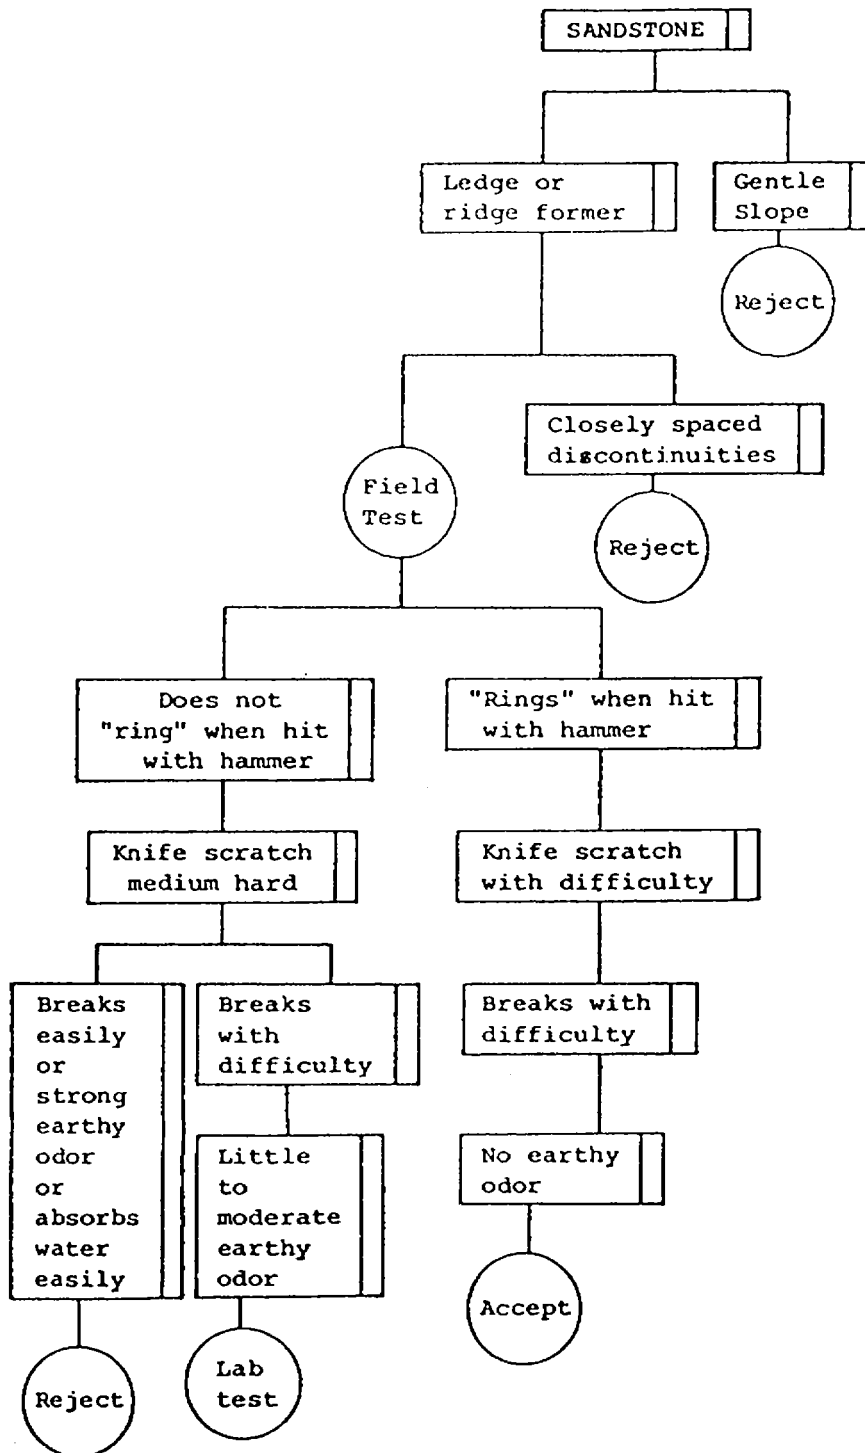 SANDSTONE
Ledge or
ridge former
Gentle
Slope
Reject
Closely spaced
discontinuities
Field
Test
Reject
Does not
"ring" when hit
with hammer
"Rings" when hit
with hammer
Knife scratch
medium hard
Knife scratch
with difficulty
Breaks
easily
or
strong
earthy
odor
or
absorbs
water
easily
Breaks
with
difficulty
Breaks with
difficulty
Little
to
moderate
earthy
odor
No earthy
odor
Accept
Reject
Lab
test